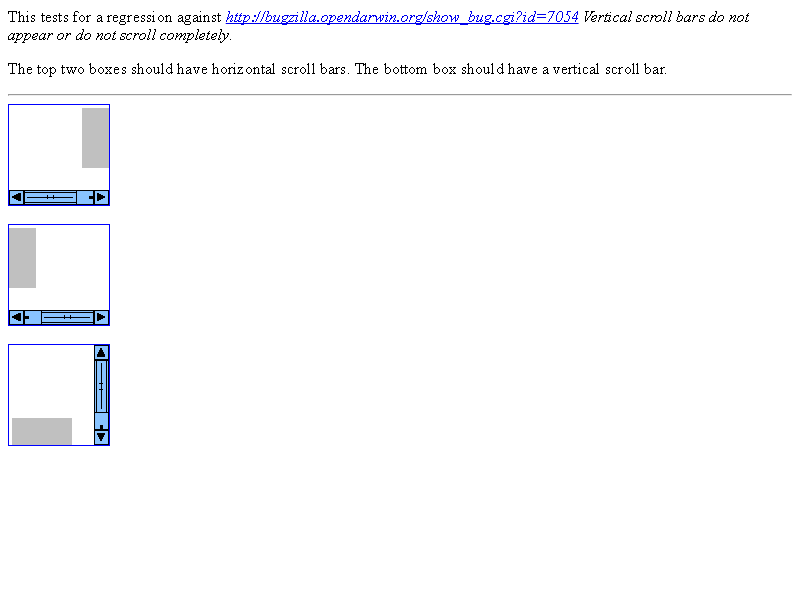 This tests for a regression against http://bugzilla.opendarwin.org/show_bug.cgi?id=7054 Vertical scroll bars do not
appear or do not scroll completely.
The top two boxes should have horizontal scroll bars. The bottom box should have a vertical scroll bar.